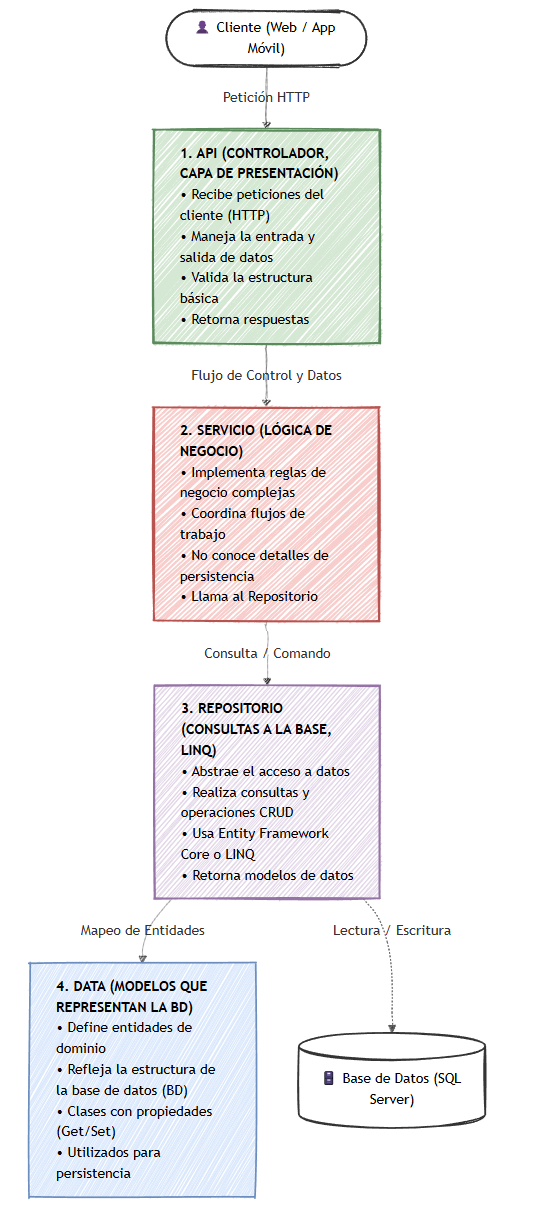 Cliente (Web / App
Móvil)
Petición HTTP
1. API (CONTROLADOR,
CAPA DE PRESENTACIÓN)
• Recibe peticiones del
cliente (HTTP)
• Maneja la entrada y
salida de datos
• Valida la estructura
básica
• Retorna respuestas
Flujo de Control y Datos
2. SERVICIO (LÓGICA DE
NEGOCIO)
• Implementa reglas de
negocio complejas
• Coordina flujos de
trabajo
• No conoce detalles de
persistencia
• Llama al Repositorio
Consulta / Comando
3. REPOSITORIO
(CONSULTAS A LA BASE,
LINQ)
• Abstrae el acceso a datos
• Realiza consultas y
operaciones CRUD
• Usa Entity Framework
Core o LINQ
• Retorna modelos de datos
Mapeo de Entidades
Lectura / Escritura
4. DATA (MODELOS QUE
REPRESENTAN LA BD)
• Define entidades de
dominio
• Refleja la estructura de
la base de datos (BD)
• Clases con propiedades
(Get/Set)
• Utilizados para
persistencia
Base de Datos (SQL
Server)